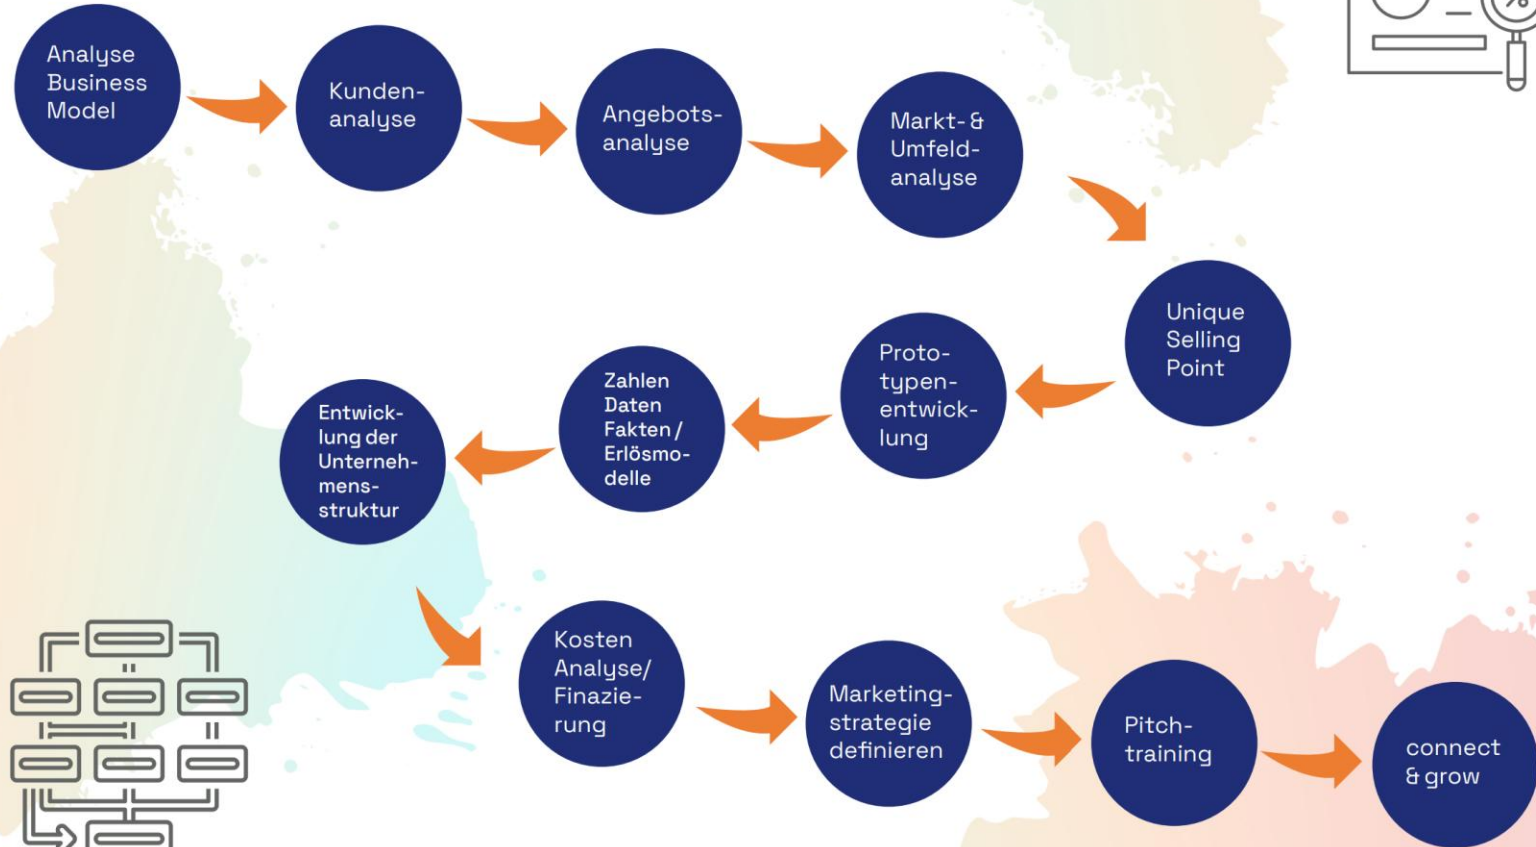 Analyse
Business
Model
Kunden-
analyse
Angebots-
analyse
Markt- &
Umfeld-
analyse
Unique
Selling
Point
Proto-
typen-
entwick-
lung
Zahlen
Daten
Fakten /
Erlösmo-
delle
Entwick-
lung der
Unterneh-
mens-
struktur
Kosten
Analyse/
Finazie-
rung
Marketing-
strategie
definieren
Pitch-
training
connect
& grow
%